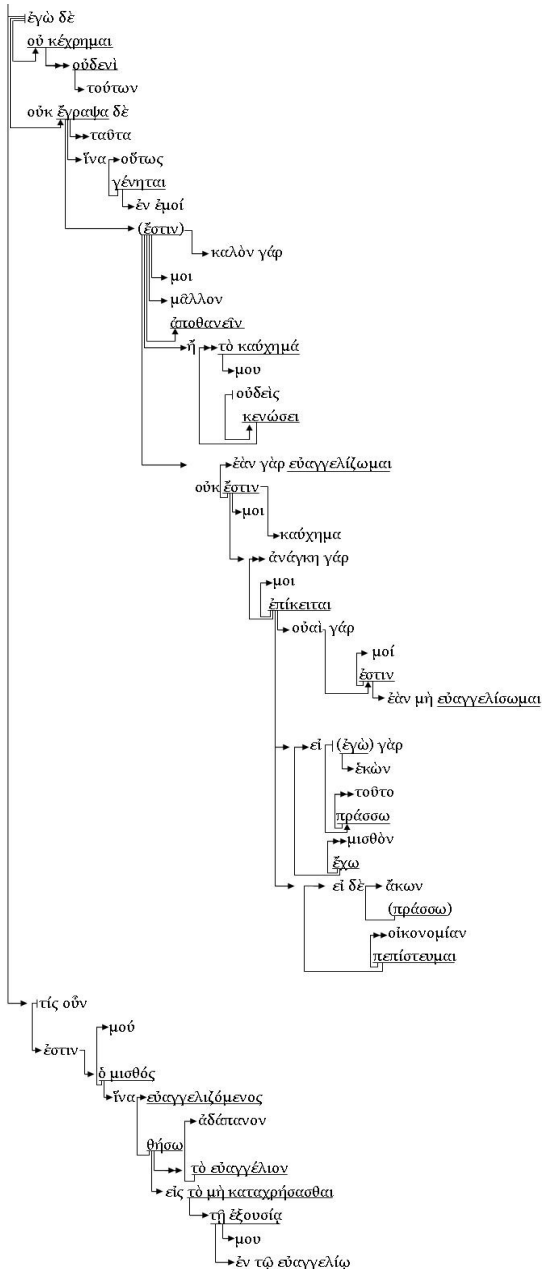 ἐγὼ δὲ
οὐ κέχρημαι
οὐδενὶ
τούτων
οὐκ ἔγραψα δὲ
ταῦτα
ἵνα οὕτως
γένηται
ἐν ἐμοί
(ἔστιν)
καλὸν γάρ
μοι
μᾶλλον
ἀποθανεῖν
ἤ τὸ καύχημά
μου
οὐδεὶς
κενώσει
ἐὰν γὰρ εὐαγγελίζωμαι
οὐκ ἔστιν
μοι
καύχημα
ἀνάγκη γάρ
μοι
ἐπίκειται
οὐαὶ γάρ
μοί
ἐστιν
ἐὰν μὴ εὐαγγελίσωμαι
εἰ (ἐγὼ) γὰρ
ἑκὼν
τοῦτο
πράσσω
μισθὸν
ἔχω
εἰ δὲ ἄκων
(πράσσω)
οἰκονομίαν
πεπίστευμαι
τίς οὖν
μού
ἐστιν
ὁ μισθός
ἵνα εὐαγγελιζόμενος
ἀδάπανον
θήσω
τὸ εὐαγγέλιον
εἰς τὸ μὴ καταχρήσασθαι
τῇ ἐξουσίᾳ
μου
ἐν τῷ εὐαγγελίῳ